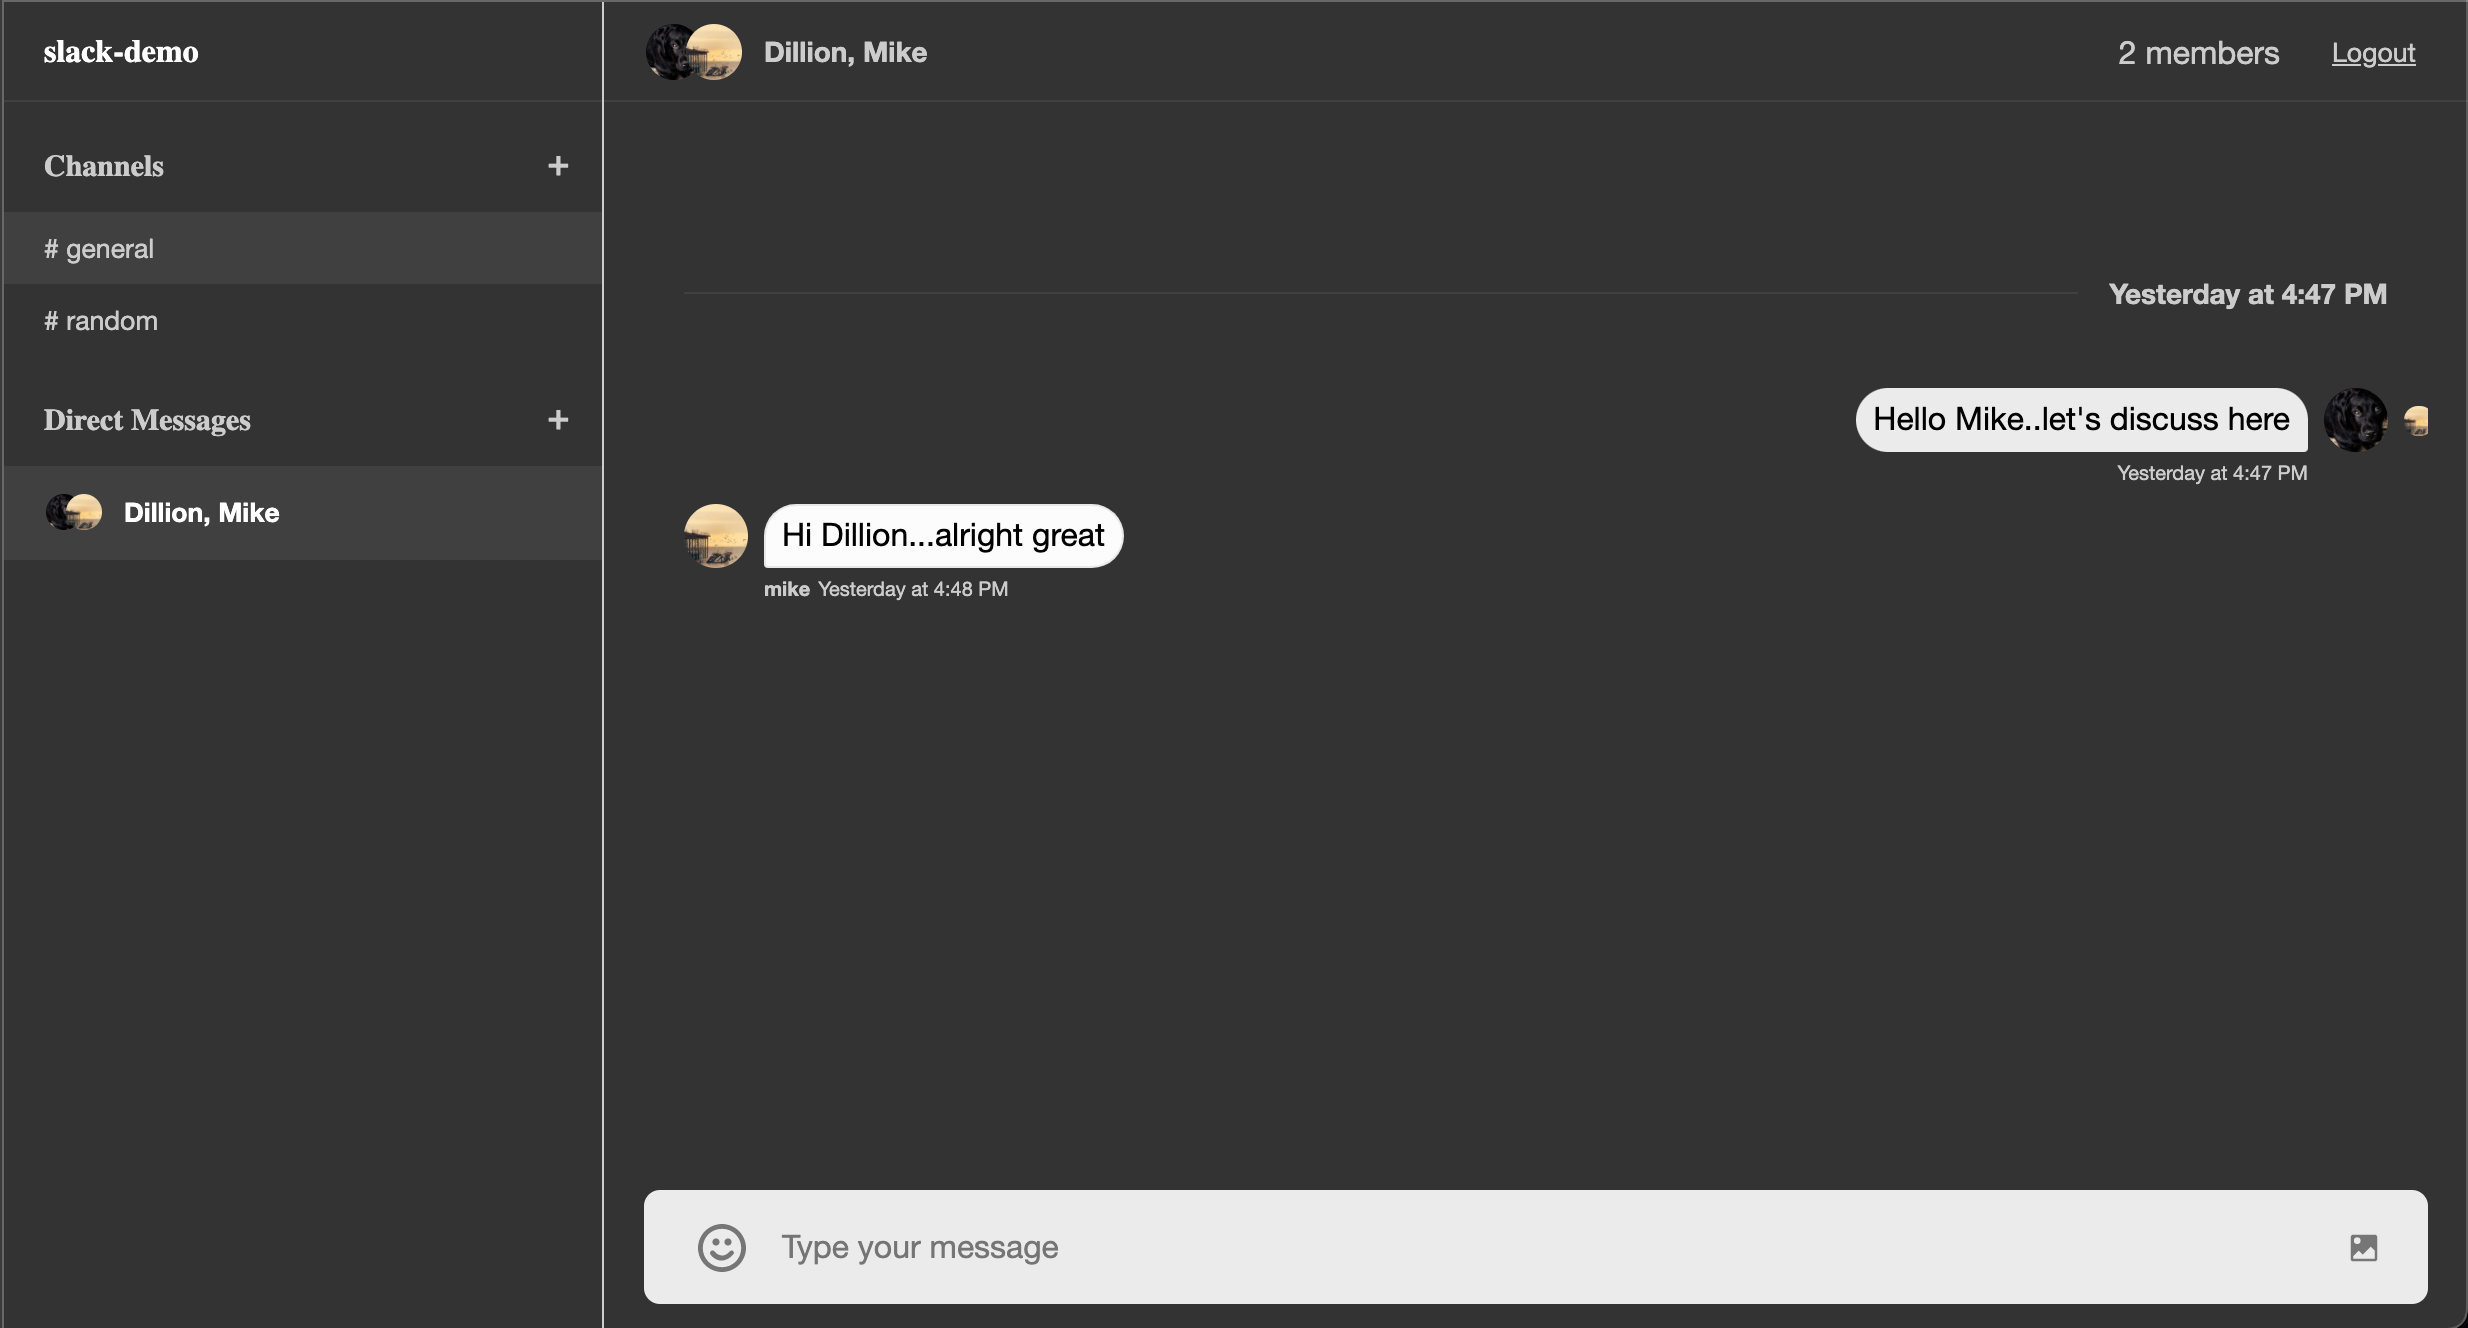 slack-demo
Dillion, Mike
2 members
Logout
Channels
# general
# random
Direct Messages
Dillion, Mike
Yesterday at 4:47 PM
Hello Mike..let's discuss here
Yesterday at 4:47 PM
Hi Dillion...alright great
mike Yesterday at 4:48 PM
Type your message